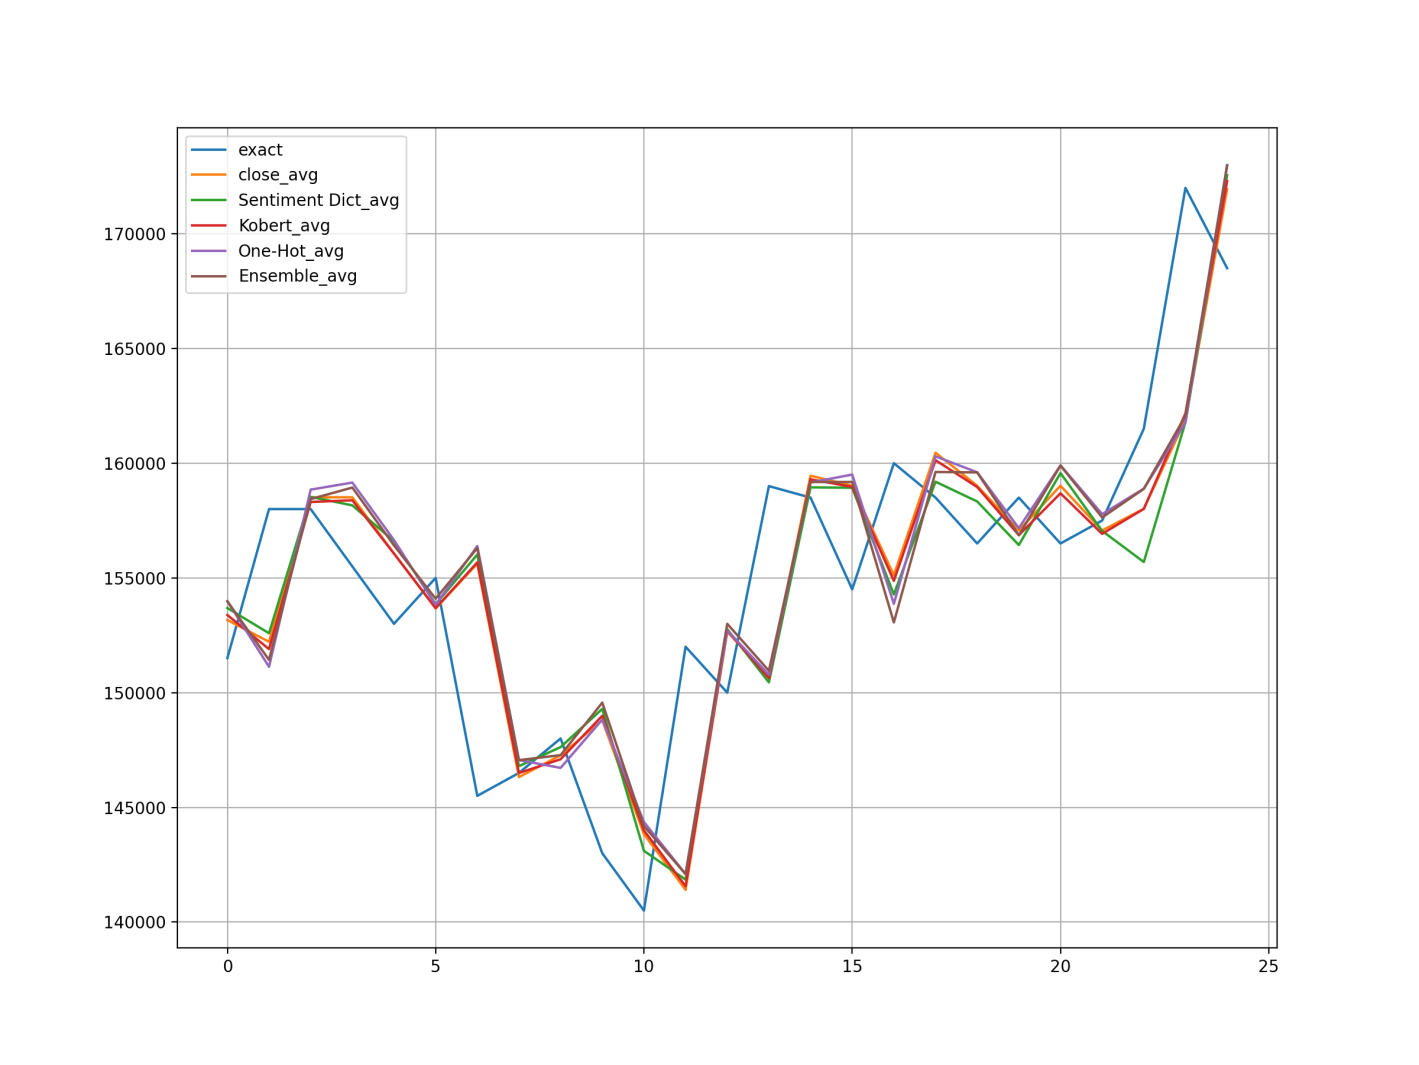 exact
close_avg
Sentiment Dict_avg
Kobert_avg
One-Hot_avg
Ensemble_avg
170000
165000
160000
155000
150000
145000
140000
0 5 10 15 20 25